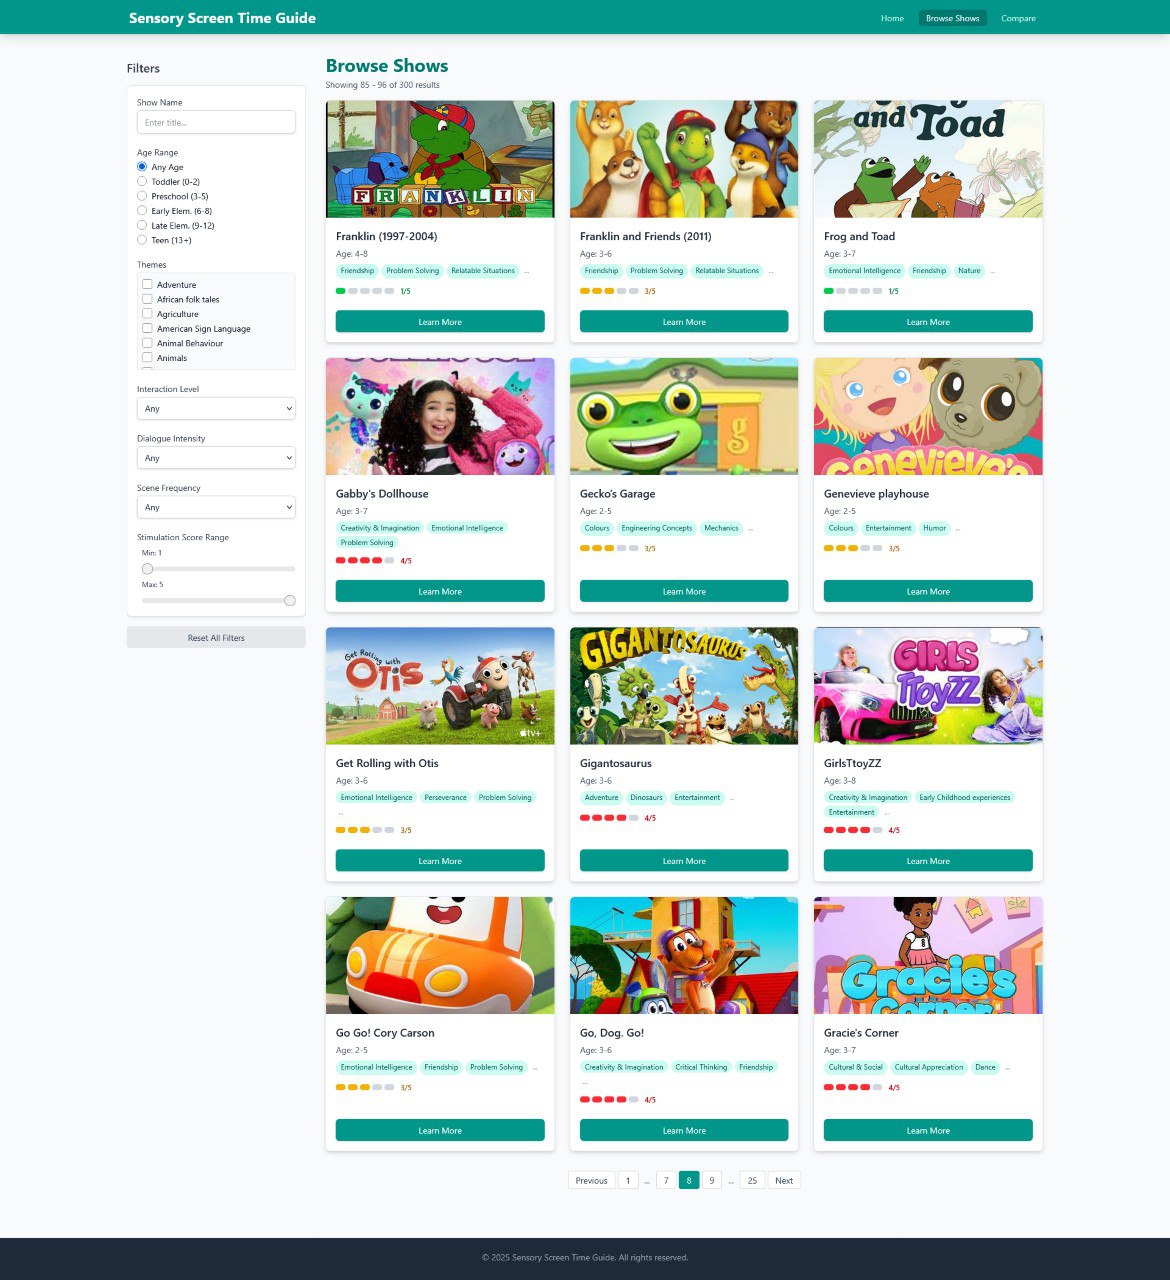 Sensory Screen Time Guide
Home
Browse Shows
Compare
Filters
Show Name
Enter title...
Age Range
Any Age
Toddler (0-2)
Preschool (3-5)
Early Elem. (6-8)
Late Elem. (9-12)
Teen (13+)
Themes
Adventure
African folk tales
Agriculture
American Sign Language
Animal Behaviour
Animals
Interaction Level
Any
Dialogue Intensity
Any
Scene Frequency
Any
Stimulation Score Range
Min: 1
Max: 5
Reset All Filters
Browse Shows
Showing 85 - 96 of 300 results
FRANKLIN
Franklin (1997-2004)
Age: 4-8
Friendship Problem Solving Relatable Situations ...
1/5
Learn More
Franklin and Friends (2011)
Age: 3-6
Friendship Problem Solving Relatable Situations ...
3/5
Learn More
and Toad
Frog and Toad
Age: 3-7
Emotional Intelligence Friendship Nature ...
1/5
Learn More
Gabby's Dollhouse
Age: 3-7
Creativity & Imagination Emotional Intelligence
Problem Solving
4/5
Learn More
g
Gecko's Garage
Age: 2-5
Colours Engineering Concepts Mechanics ...
3/5
Learn More
Genevieve's
Genevieve playhouse
Age: 2-5
Colours Entertainment Humor ...
3/5
Learn More
Get Rolling with
OTIS
tv+
Get Rolling with Otis
Age: 3-6
Emotional Intelligence Perseverance Problem Solving
...
3/5
Learn More
GIGANTOSAURUS
Gigantosaurus
Age: 3-6
Adventure Dinosaurs Entertainment ...
4/5
Learn More
GIRLS
TToyZZ
GirlsTtoyZZ
Age: 3-8
Creativity & Imagination Early Childhood experiences
Entertainment ...
4/5
Learn More
Go Go! Cory Carson
Age: 2-5
Emotional Intelligence Friendship Problem Solving ...
3/5
Learn More
Go, Dog. Go!
Age: 3-6
Creativity & Imagination Critical Thinking Friendship
...
4/5
Learn More
Gracie's
Corner
Gracie's Corner
Age: 3-7
Cultural & Social Cultural Appreciation Dance ...
4/5
Learn More
Previous 1 ... 7 8 9 ... 25 Next
© 2025 Sensory Screen Time Guide. All rights reserved.